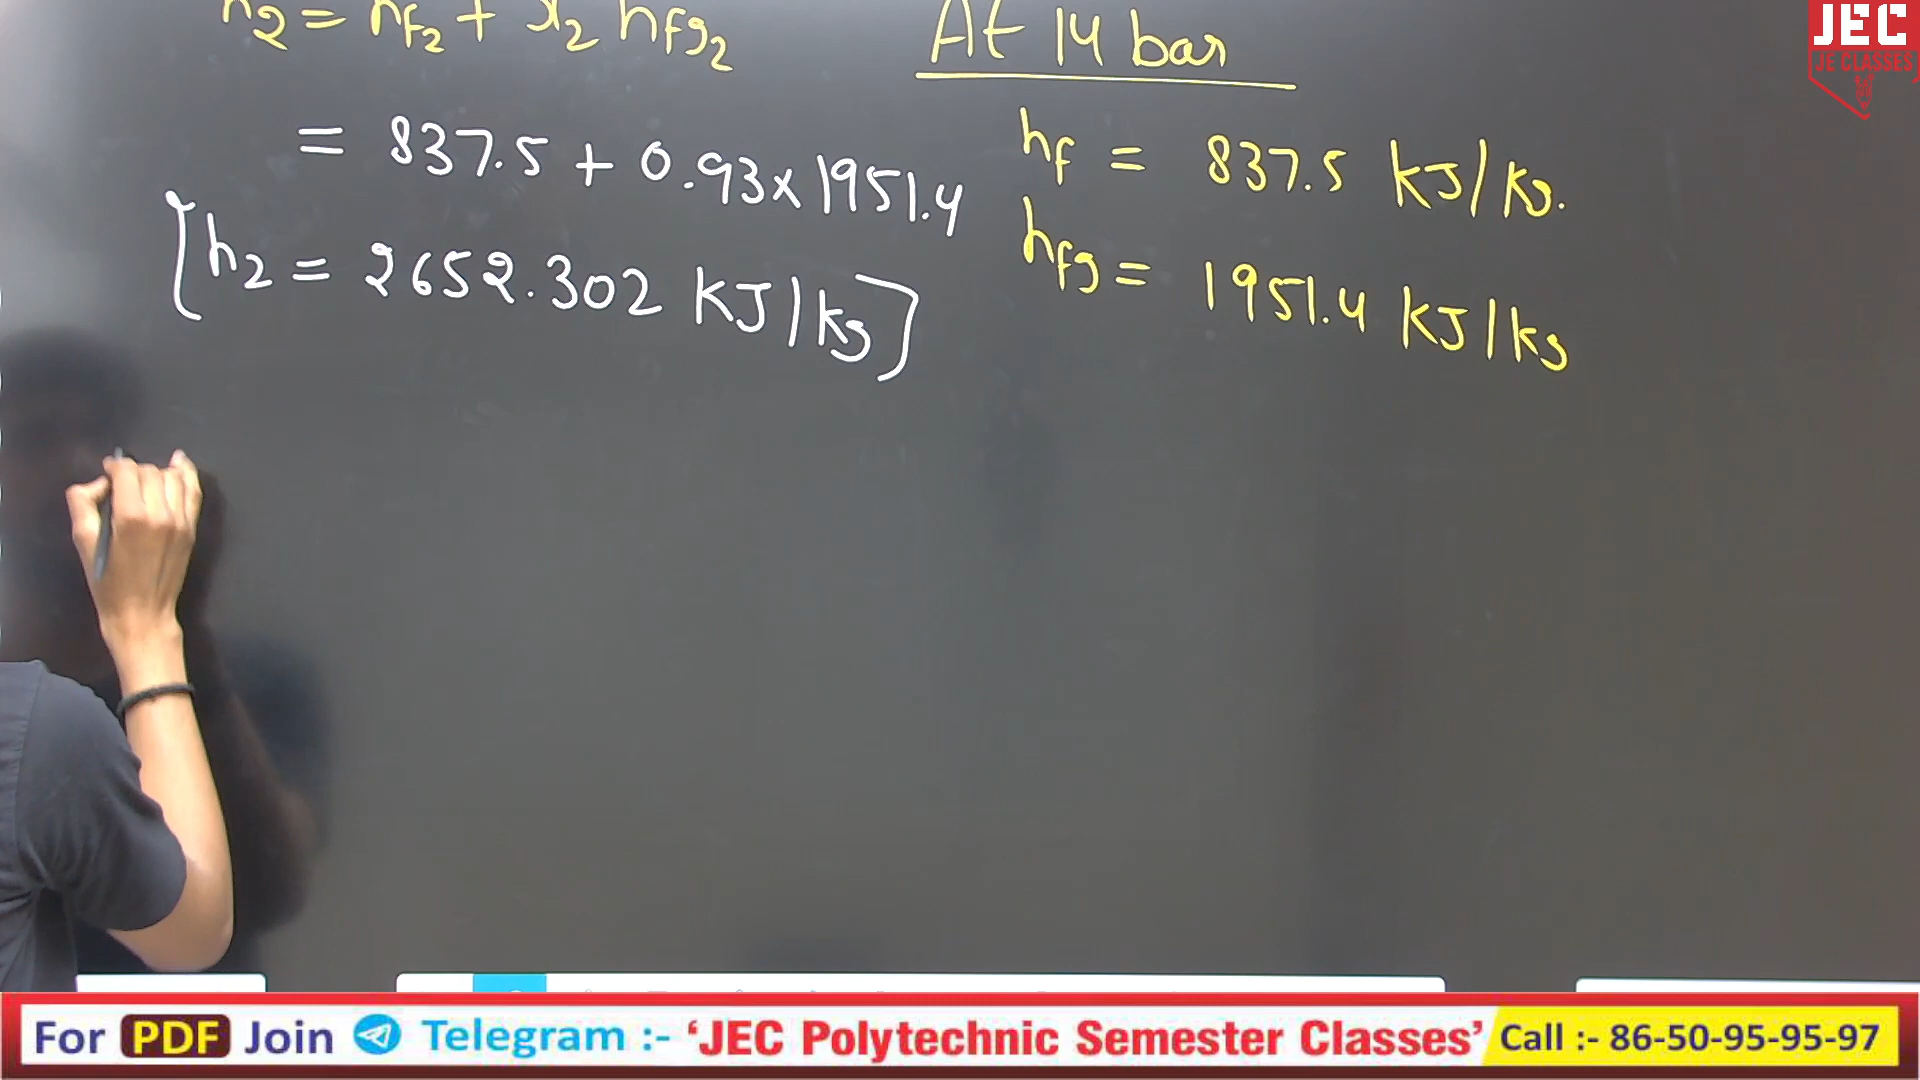 h2 = hf2 + x2 hfg2
= 837.5 + 0.93x1951.4
[h2 = 2652.302 KJ/kg]
At 14 bar
hf = 837.5 KJ/kg.
hfg = 1951.4 KJ/kg
JEC
JE CLASSES
For PDF Join Telegram :- ‘JEC Polytechnic Semester Classes’ Call :- 86-50-95-95-97